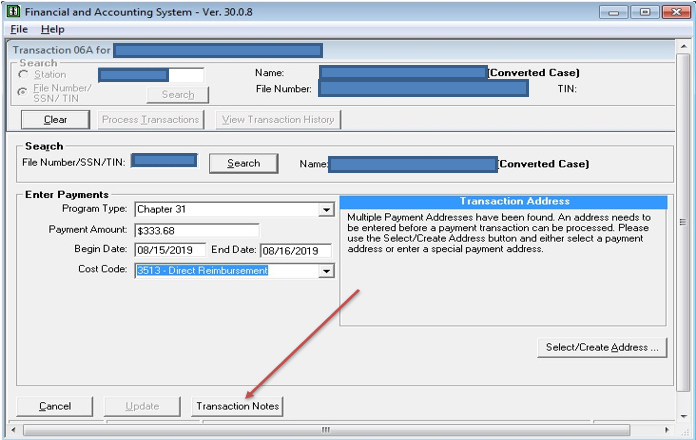 Financial and Accounting System - Ver. 30.0.8
File Help
Transaction 06A for
Search
Station
Name: (Converted Case)
File Number/
SSN/ TIN
Search
File Number: TIN:
Clear Process Transactions View Transaction History
Search
File Number/SSN/TIN: Search Name: (Converted Case)
Enter Payments
Program Type: Chapter 31
Payment Amount: $333.68
Begin Date: 08/15/2019 End Date: 08/16/2019
Cost Code: 3513 - Direct Reimbursement
Transaction Address
Multiple Payment Addresses have been found. An address needs to
be entered before a payment transaction can be processed. Please
use the Select/Create Address button and either select a payment
address or enter a special payment address.
Select/Create Address ...
Cancel Update Transaction Notes